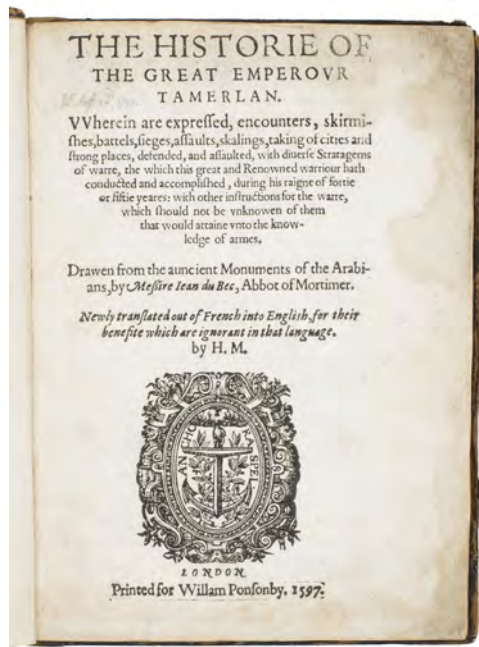 THE HISTORIE OF
THE GREAT EMPEROVR
TAMERLAN.
VVherein are expreſſed, encounters, skirmi-
ſhes,battels,ſieges,aſſaults,skalings,taking of cities and
ſtrong places, defended, and aſſaulted, with diuerſe Stratagems
of warre, the which this great and Renowned warriour hath
conducted and accompliſhed, during his raigne of fortie
or fiftie yeares: with other inſtructions for the warre,
which ſhould not be vnknowen of them
that would attaine vnto the know-
ledge of armes.
Drawen from the auncient Monuments of the Arabi-
ans,by Meſsire Iean du Bec, Abbot of Mortimer.
Newly tranſlated out of French into Engliſh,for their
benefite which are ignorant in that language.
by H. M.
ANCHORA SPEI
LONDON
Printed for Willam Ponſonby. 1597.